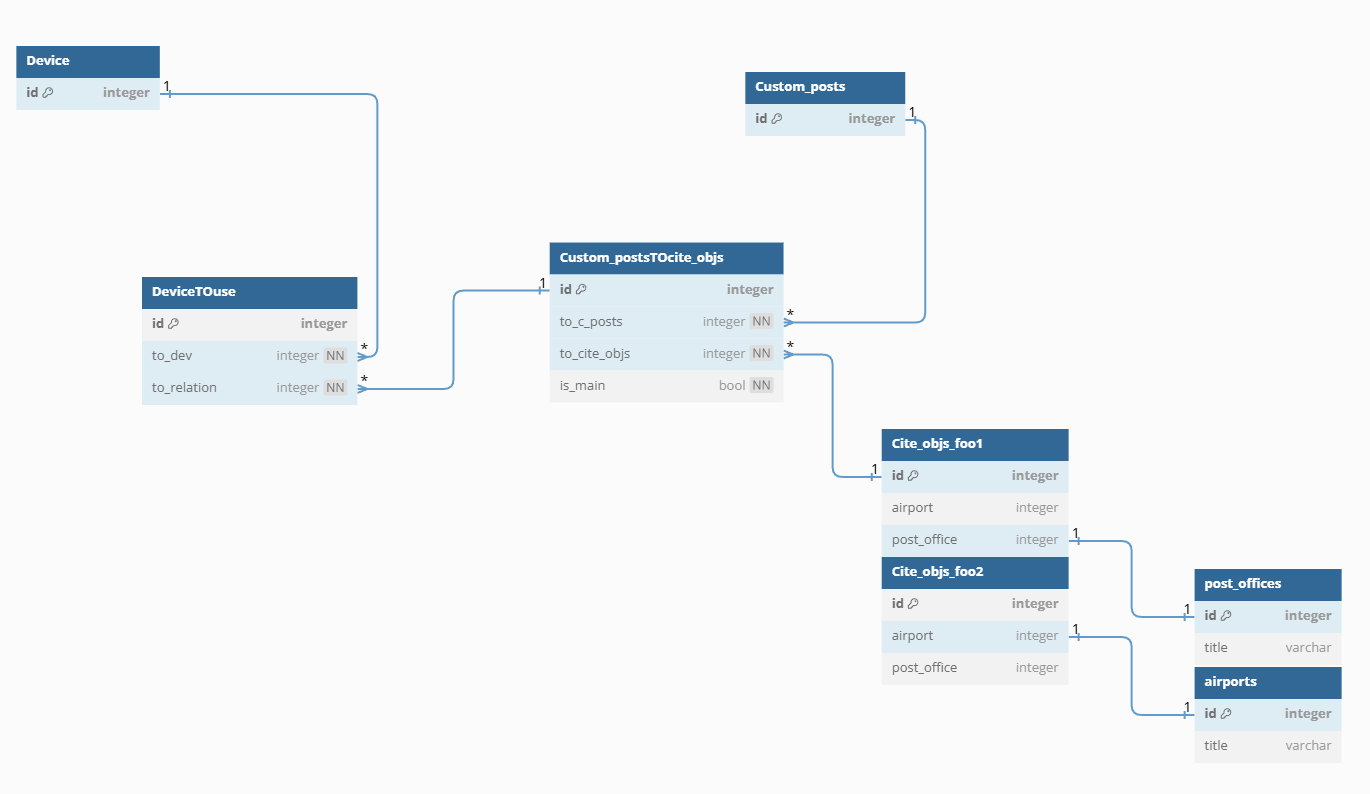 Device
id integer
1
Custom_posts
id integer
1
Custom_postsTOcite_objs
1
id integer
to_c_posts integer NN
*
to_cite_objs integer NN
*
is_main bool NN
DeviceTOuse
id integer
to_dev integer NN
*
to_relation integer NN
*
Cite_objs_foo1
1
id integer
airport integer
post_office integer
1
Cite_objs_foo2
id integer
airport integer
1
post_office integer
post_offices
1
id integer
title varchar
airports
1
id integer
title varchar